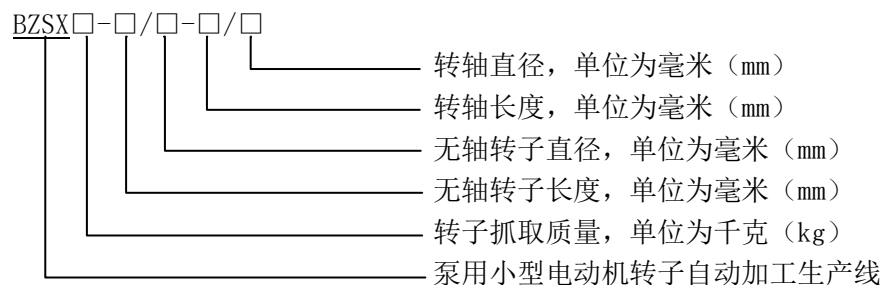 BZSX□-□/□-□/□
转轴直径，单位为毫米（mm）
转轴长度，单位为毫米（mm）
无轴转子直径，单位为毫米（mm）
无轴转子长度，单位为毫米（mm）
转子抓取质量，单位为千克（kg）
泵用小型电动机转子自动加工生产线